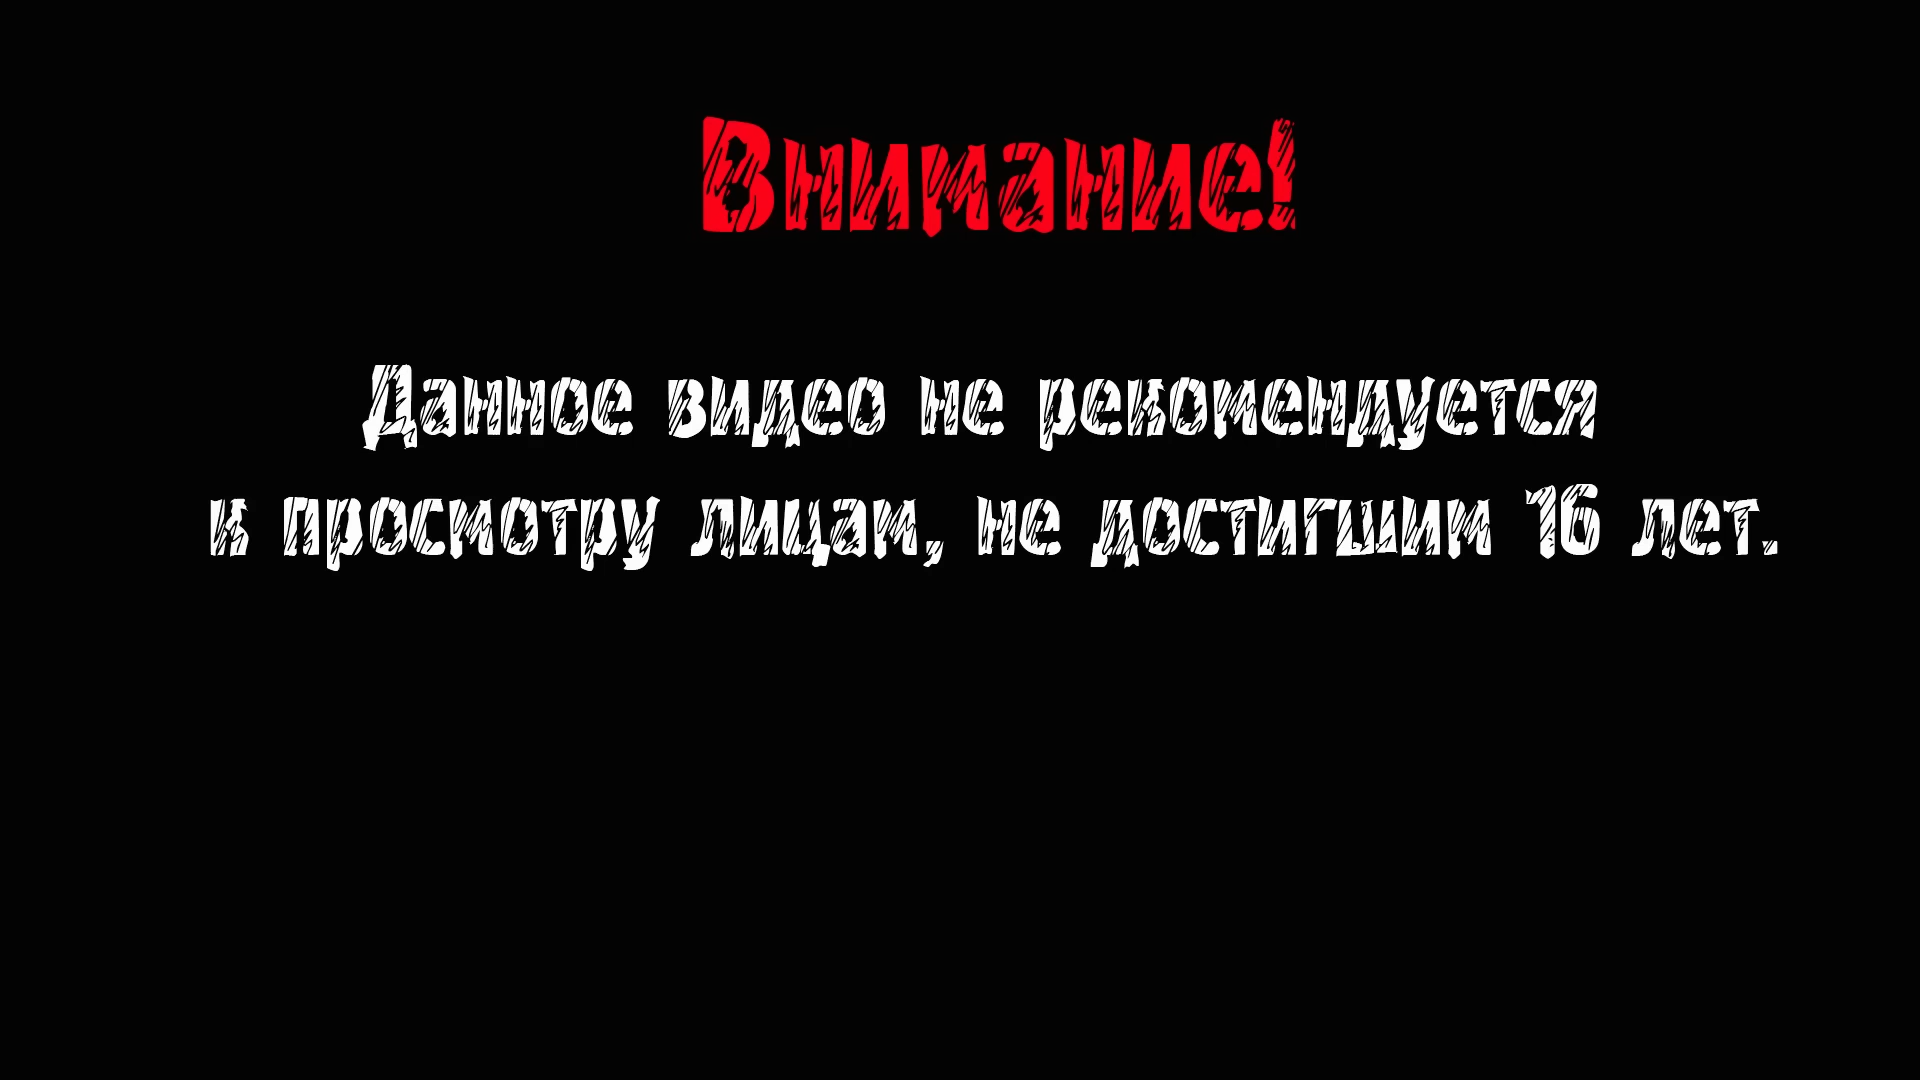 Внимание!
Данное видео не рекомендуется
к просмотру лицам, не достигшим 16 лет.